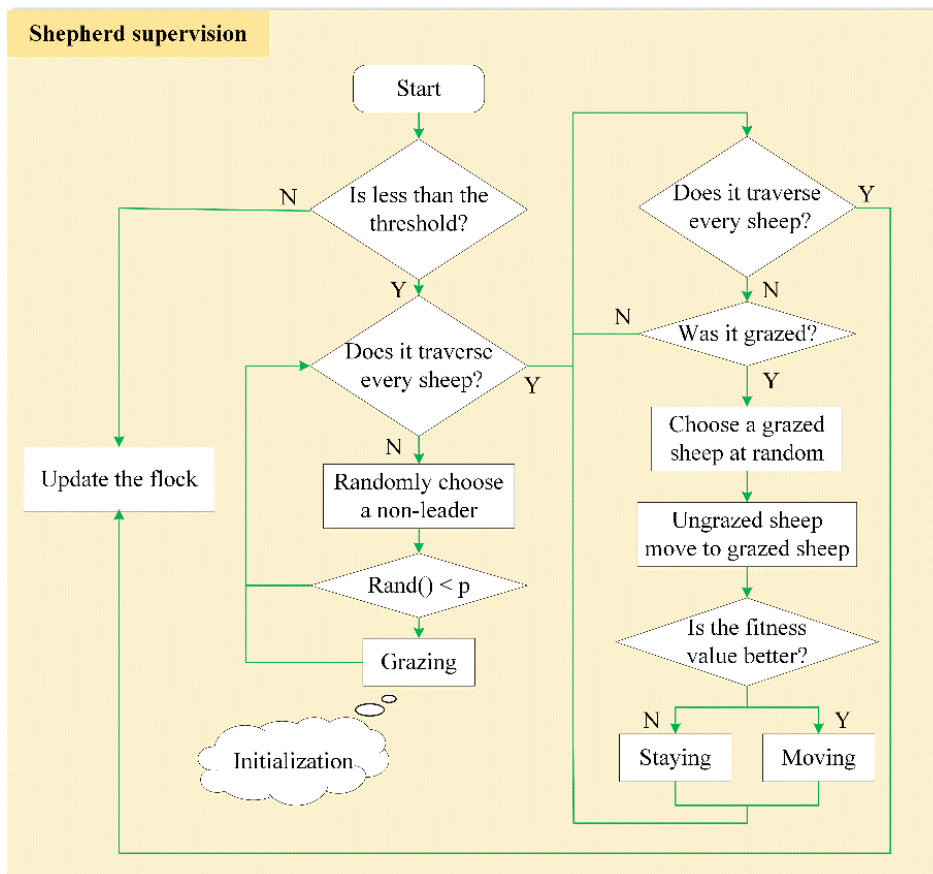 Shepherd supervision
Start
Is less than the
threshold?
N
Y
Does it traverse
every sheep?
Y
N
Update the flock
Randomly choose
a non-leader
Rand() < p
Grazing
Initialization
Does it traverse
every sheep?
Y
N
Was it grazed?
N
Y
Choose a grazed
sheep at random
Ungrazed sheep
move to grazed sheep
Is the fitness
value better?
N
Y
Staying
Moving